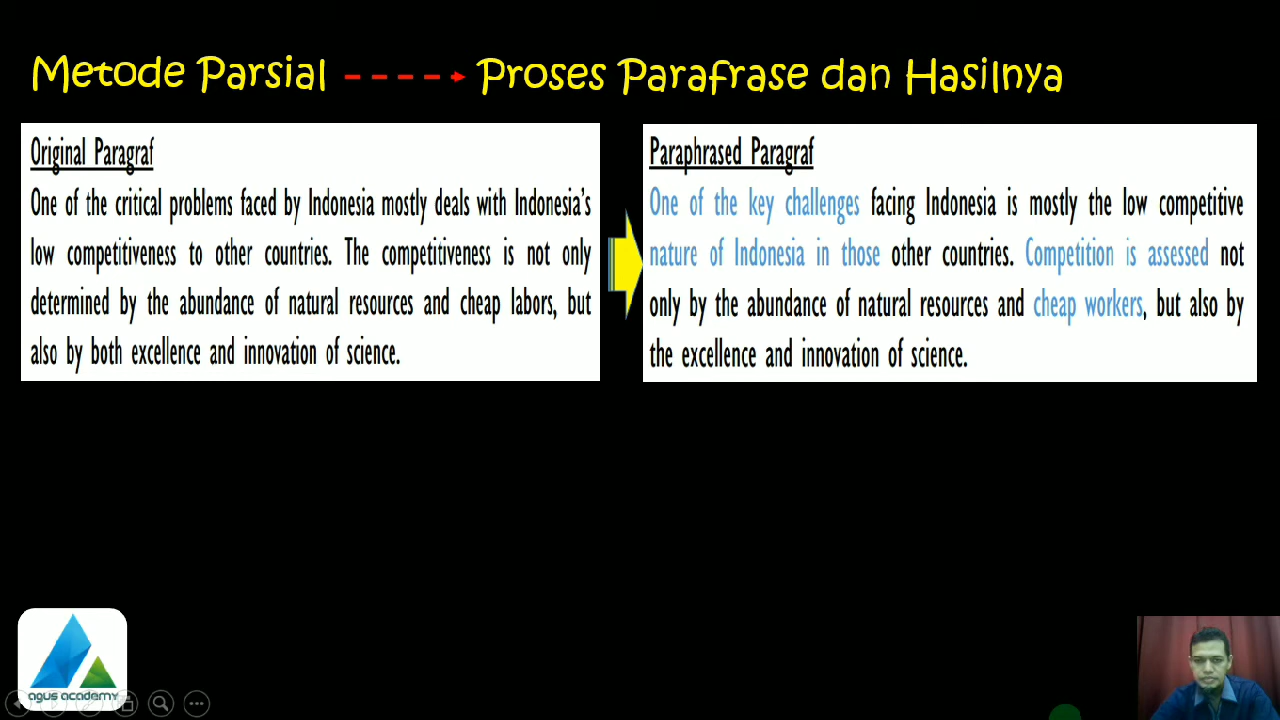 Metode Parsial Proses Parafrase dan Hasilnya
Original Paragraf
One of the critical problems faced by Indonesia mostly deals with Indonesia's
low competitiveness to other countries. The competitiveness is not only
determined by the abundance of natural resources and cheap labors, but
also by both excellence and innovation of science.
Paraphrased Paragraf
One of the key challenges facing Indonesia is mostly the low competitive
nature of Indonesia in those other countries. Competition is assessed not
only by the abundance of natural resources and cheap workers, but also by
the excellence and innovation of science.
agus academy